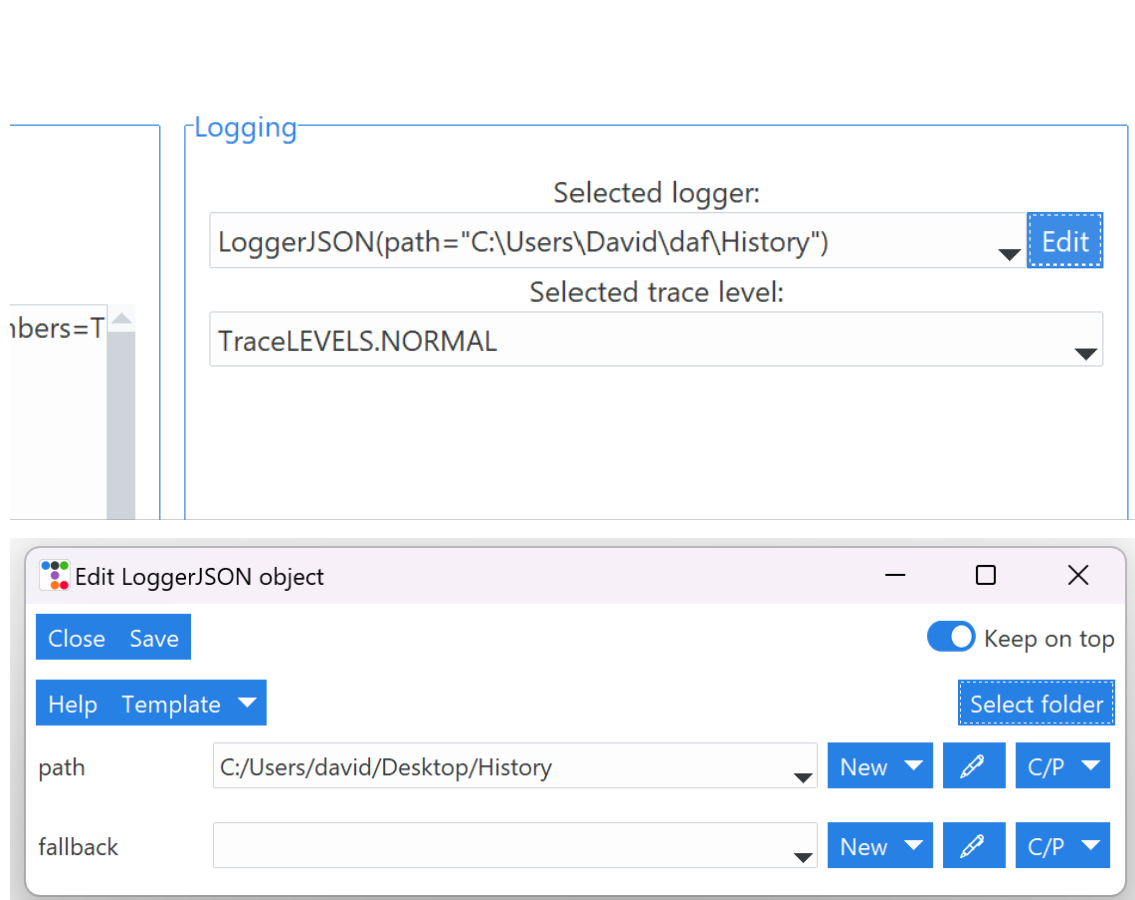 Logging
Selected logger:
LoggerJSON(path="C:\Users\David\daf\History")
Edit
Selected trace level:
TraceLEVELS.NORMAL
nbers=T
Edit LoggerJSON object
Close Save
Keep on top
Help Template
Select folder
path
C:/Users/david/Desktop/History
New
C/P
fallback
New
C/P